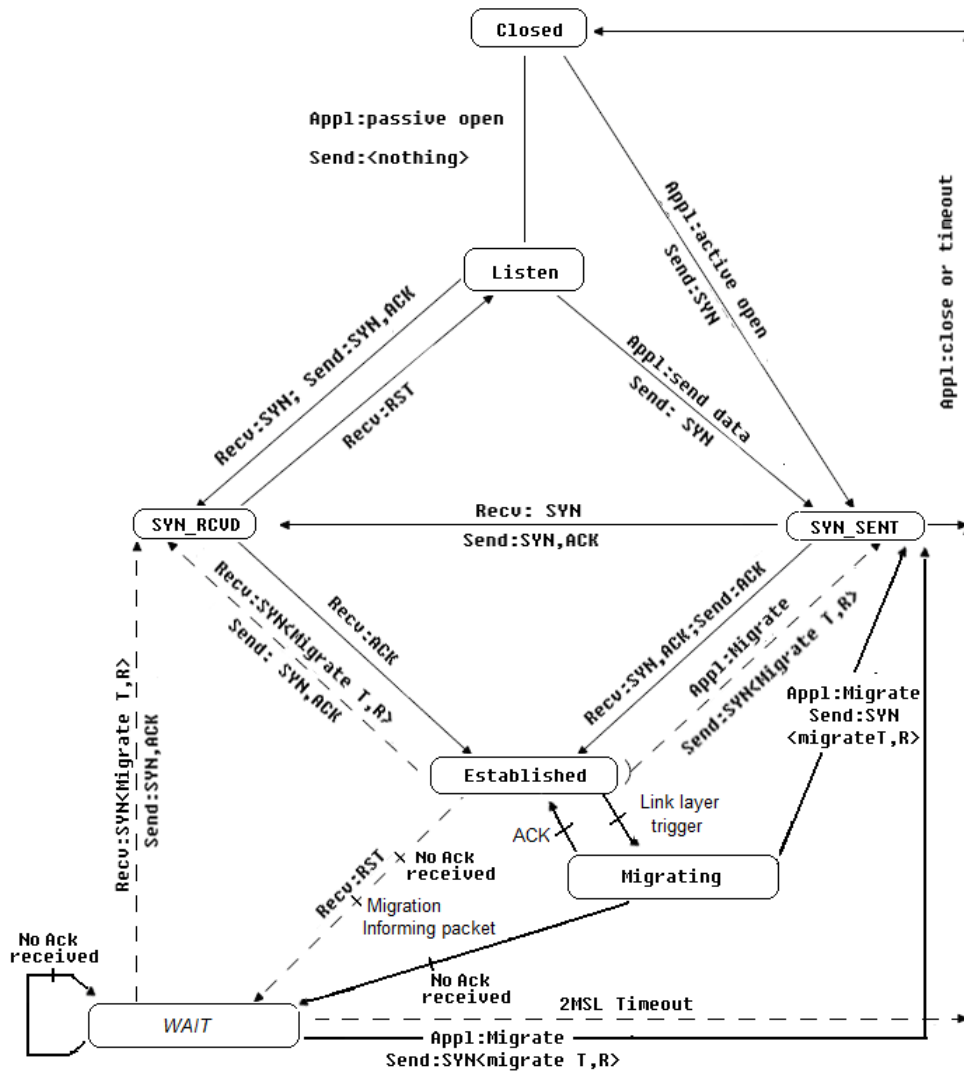 Closed
Appl:passive open
Send:<nothing>
Appl:active open
Send:SYN
Appl:close or timeout
Listen
Recv:SYN; Send:SYN,ACK
Recv:RST
Appl:send data
Send: SYN
SYN_RCVD
Recv: SYN
Send:SYN,ACK
SYN_SENT
Recv:SYN<Migrate T,R>
Send:SYN,ACK
Recv:SYN<Migrate T,R>
Send: SYN,ACK
Recv:ACK
Recv:SYN,ACK;Send:ACK
Appl:Migrate
Send:SYN<Migrate T,R>
Appl:Migrate
Send:SYN
<migrateT,R>
Established
Link layer
trigger
ACK
Migrating
Recv:RST
No Ack
received
Migration
Informing packet
No Ack
received
No Ack
received
WAIT
2MSL Timeout
Appl:Migrate
Send:SYN<migrate T,R>